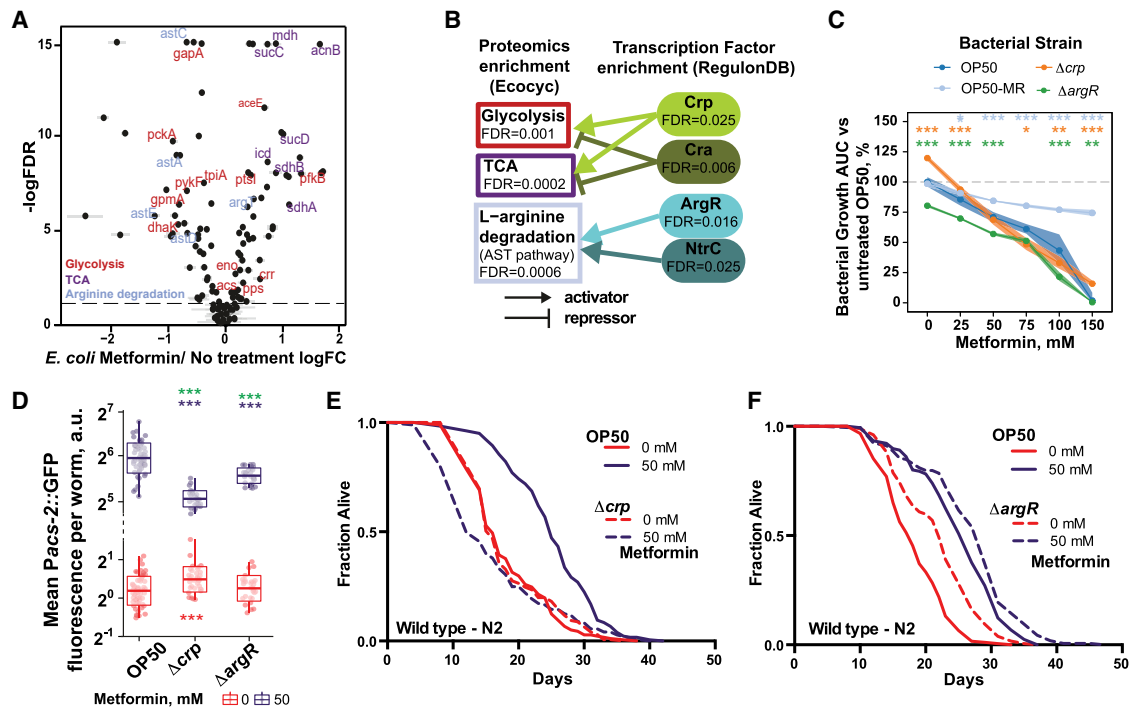 A
-logFDR
15
10
5
0
astC
gapA
mdh
sucC
acnB
aceE
pckA
sucD
astA
icd
sdhB
pykF
tpiA
ptsI
pfkB
gpmA
sdhA
astE
dhaK
astD
eno
crr
acs
pps
Glycolysis
TCA
Arginine degradation
−2
−1
0
1
2
E. coli Metformin/ No treatment logFC
B
Proteomics
enrichment
(Ecocyc)
Transcription Factor
enrichment (RegulonDB)
Glycolysis
FDR=0.001
TCA
FDR=0.0002
L−arginine
degradation
(AST pathway)
FDR=0.0006
Crp
FDR=0.025
Cra
FDR=0.006
ArgR
FDR=0.016
NtrC
FDR=0.025
activator
repressor
C
Bacterial Strain
OP50
Δcrp
OP50-MR
ΔargR
Bacterial Growth AUC vs
untreated OP50, %
150
125
100
75
50
25
0
* *** *** *** ***
*** *** * ** ***
*** *** *** *** **
0 25 50 75 100 150
Metformin, mM
D
Mean Pacs-2::GFP
fluorescence per worm, a.u.
2^7
2^6
2^5
2^1
2^0
2^-1
*** ***
*** ***
***
OP50
Δcrp
ΔargR
Metformin, mM 0 50
E
Fraction Alive
1.0
0.5
0.0
OP50
0 mM
50 mM
Δcrp
0 mM
50 mM
Metformin
Wild type - N2
0 10 20 30 40 50
Days
F
Fraction Alive
1.0
0.5
0.0
OP50
0 mM
50 mM
ΔargR
0 mM
50 mM
Metformin
Wild type - N2
0 10 20 30 40 50
Days